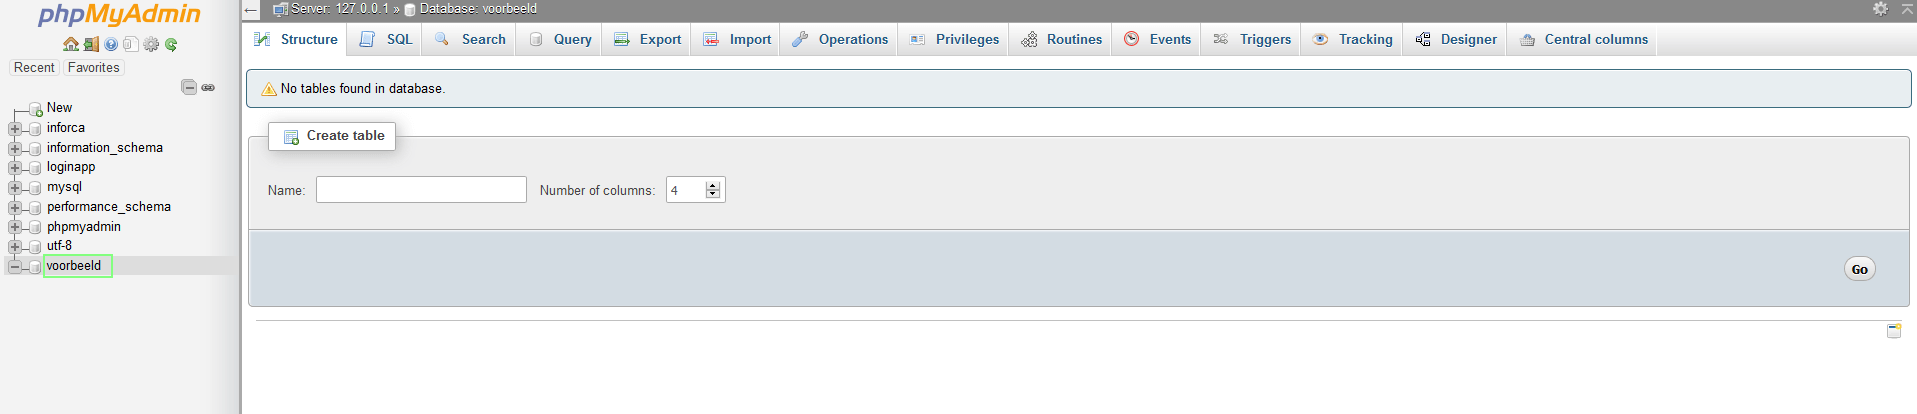 phpMyAdmin
Recent Favorites
New
inforca
information_schema
loginapp
mysql
performance_schema
phpmyadmin
utf-8
voorbeeld
Server: 127.0.0.1 » Database: voorbeeld
Structure SQL Search Query Export Import Operations Privileges Routines Events Triggers Tracking Designer Central columns
No tables found in database.
Create table
Name: Number of columns: 4
Go